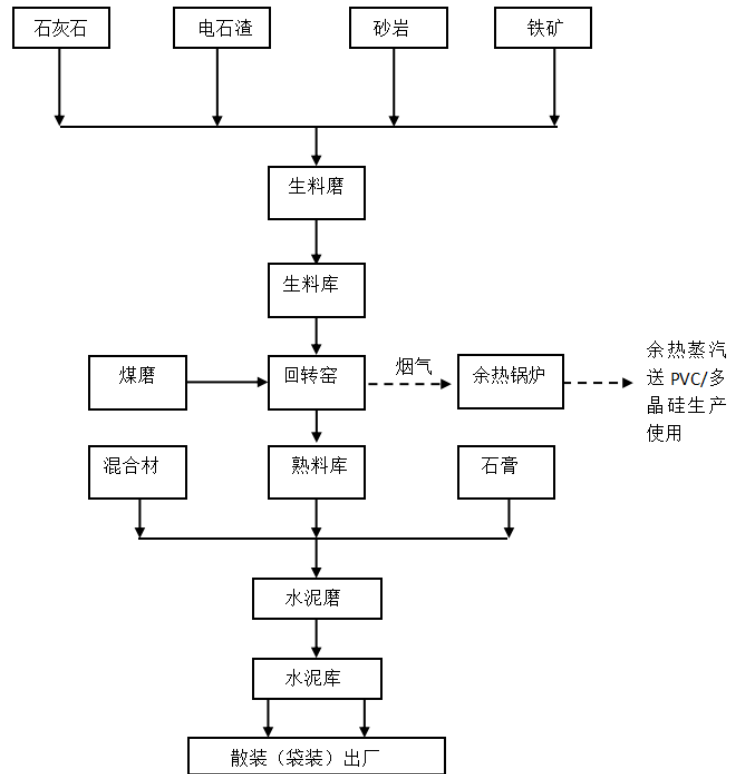 石灰石
电石渣
砂岩
铁矿
生料磨
生料库
煤磨
回转窑
烟气
余热锅炉
余热蒸汽
送 PVC/多
晶硅生产
使用
混合材
熟料库
石膏
水泥磨
水泥库
散装（袋装）出厂